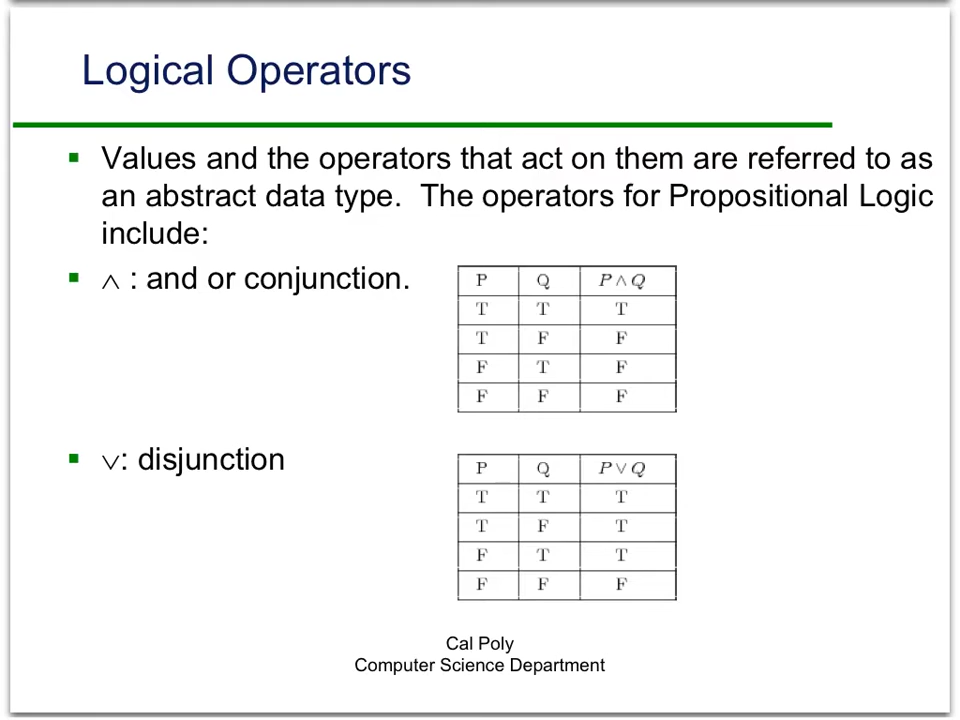 Logical Operators
▪ Values and the operators that act on them are referred to as
an abstract data type.  The operators for Propositional Logic
include:
▪ ∧ : and or conjunction.
P Q P ∧ Q
T T T
T F F
F T F
F F F
▪ ∨: disjunction
P Q P ∨ Q
T T T
T F T
F T T
F F F
Cal Poly
Computer Science Department